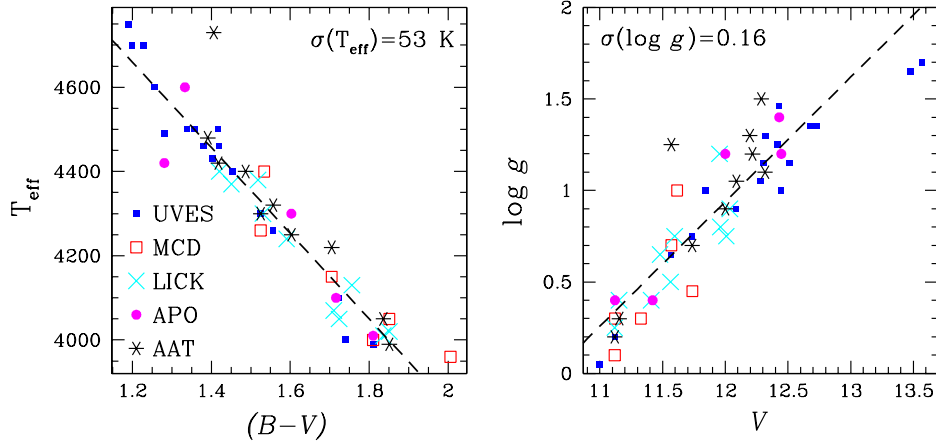 σ(T_eff)=53 K
T_eff
4600
4400
4200
4000
UVES
MCD
LICK
APO
AAT
1.2 1.4 1.6 1.8 2
(B−V)
σ(log g)=0.16
log g
2
1.5
1
0.5
0
11 11.5 12 12.5 13 13.5
V